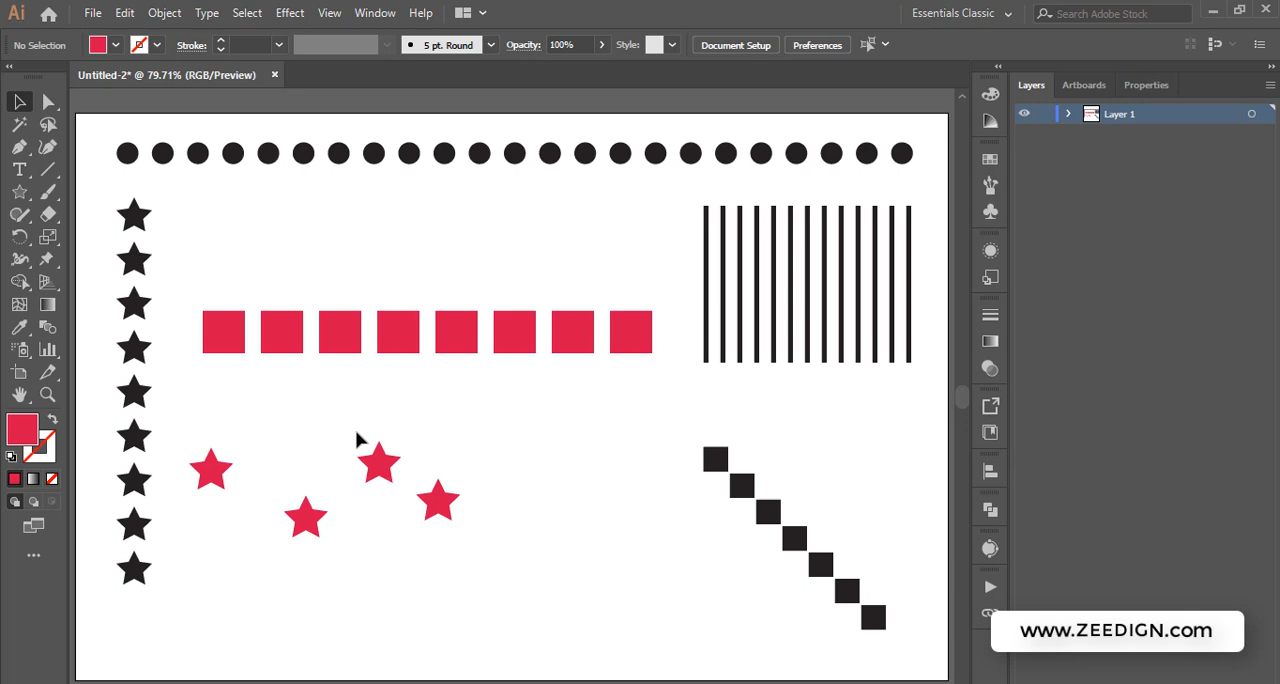 Ai File Edit Object Type Select Effect View Window Help Essentials Classic Search Adobe Stock
No Selection Stroke: 5 pt. Round Opacity: 100% Style: Document Setup Preferences
Untitled-2* @ 79.71% (RGB/Preview)
Layers Artboards Properties
Layer 1
www.ZEEDIGN.com